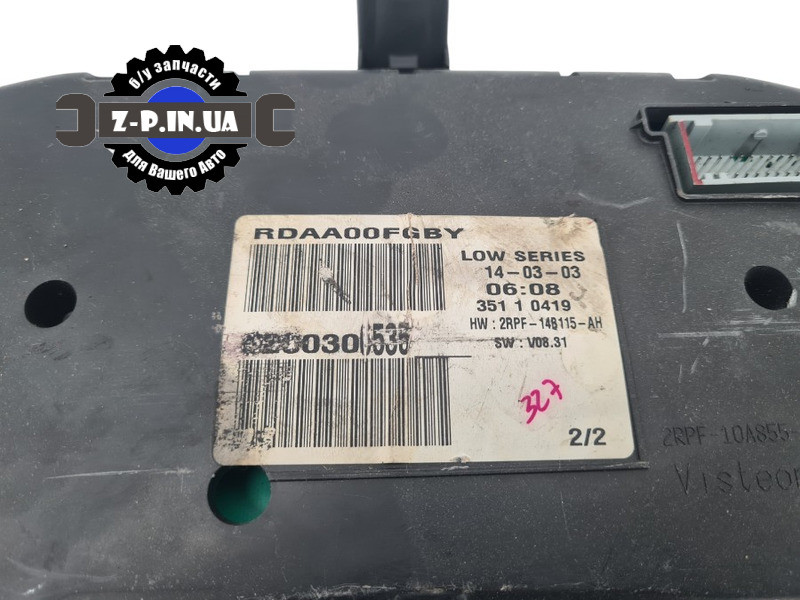 б/у запчасти
Z-P.IN.UA
для Вашего Авто
RDAA00FGBY
LOW SERIES
14-03-03
06:08
351 1 0419
HW : 2RPF-14B115-AH
SW : V08.31
327
2/2
2RPF-10A855-
Visteon